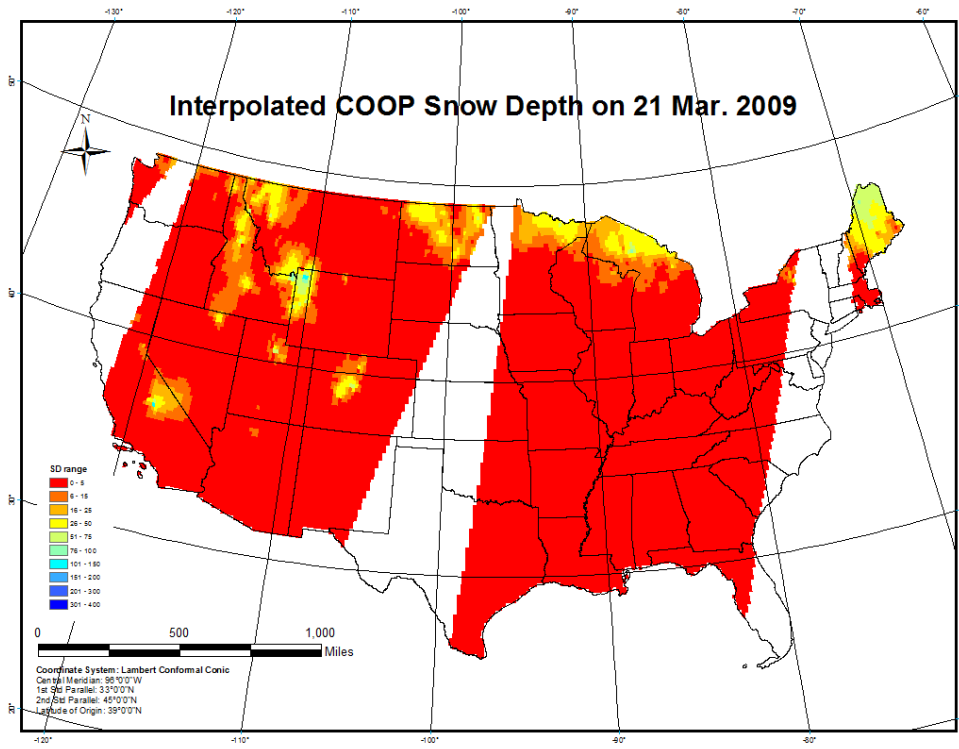 -130° -120° -110° -100° -90° -80° -70° -60°
50°
Interpolated COOP Snow Depth on 21 Mar. 2009
N
40°
SD range
0 - 5
6 - 15
16 - 25
26 - 50
51 - 75
76 - 100
101 - 150
151 - 200
201 - 300
301 - 400
30°
0 500 1,000
Miles
Coordinate System: Lambert Conformal Conic
Central Meridian: 96°0'0"W
1st Std Parallel: 33°0'0"N
2nd Std Parallel: 45°0'0"N
Latitude of Origin: 39°0'0"N
20°
-120° -110° -100° -90° -80°